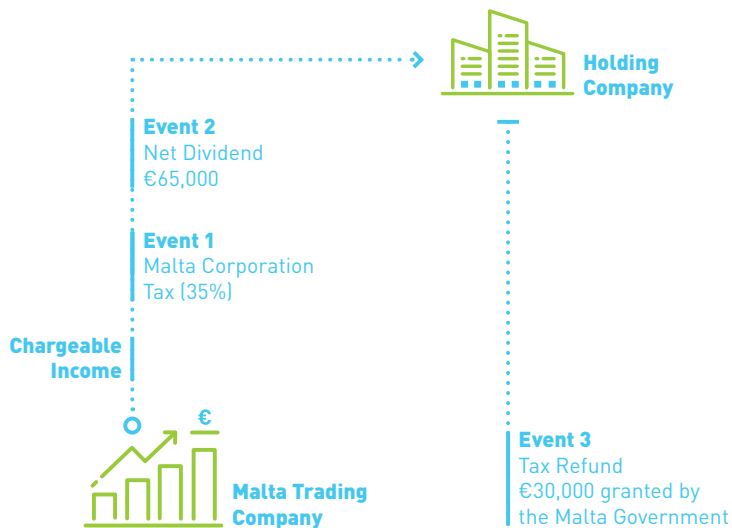 Holding
Company
Event 2
Net Dividend
€65,000
Event 1
Malta Corporation
Tax (35%)
Chargeable
Income
€
Malta Trading
Company
Event 3
Tax Refund
€30,000 granted by
the Malta Government